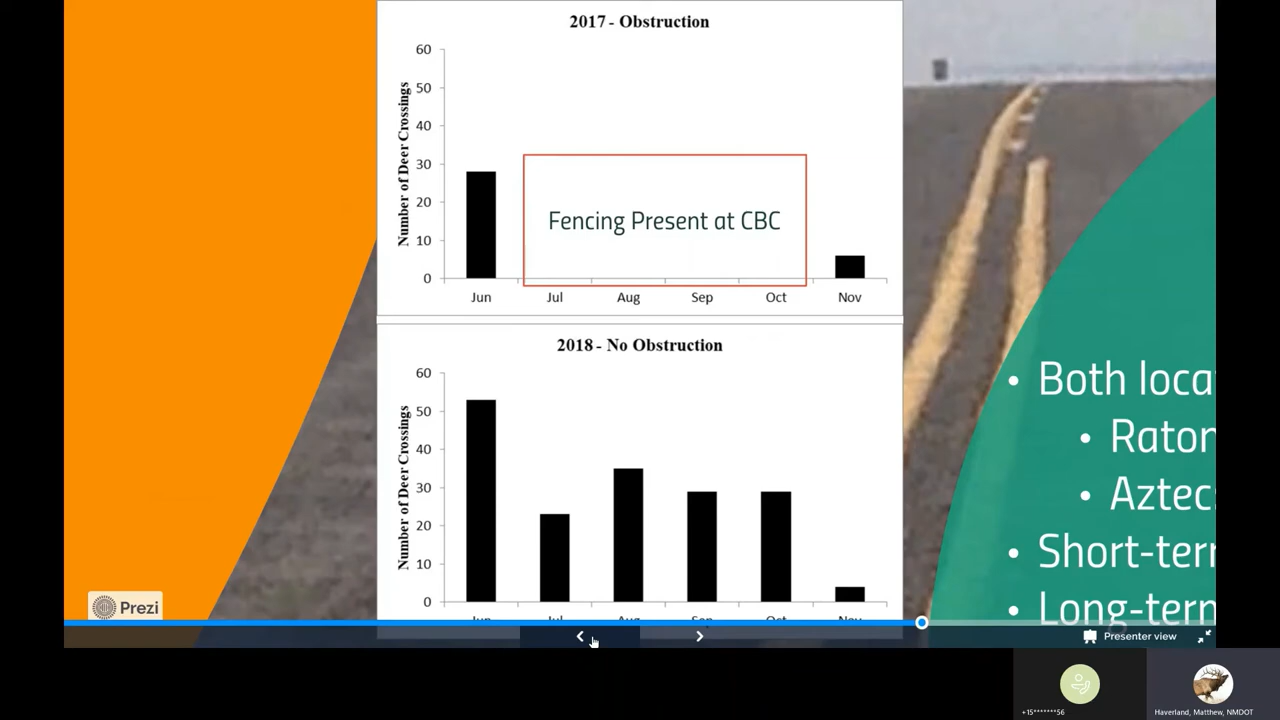 2017 - Obstruction
Number of Deer Crossings
60
50
40
30
20
10
0
Fencing Present at CBC
Jun Jul Aug Sep Oct Nov
2018 - No Obstruction
Number of Deer Crossings
60
50
40
30
20
10
0
Jun Jul Aug Sep Oct Nov
• Both loca
• Raton
• Aztec
• Short-ter
• Long-term
Prezi
Presenter view
+15*******56
Haverland, Matthew, NMDOT